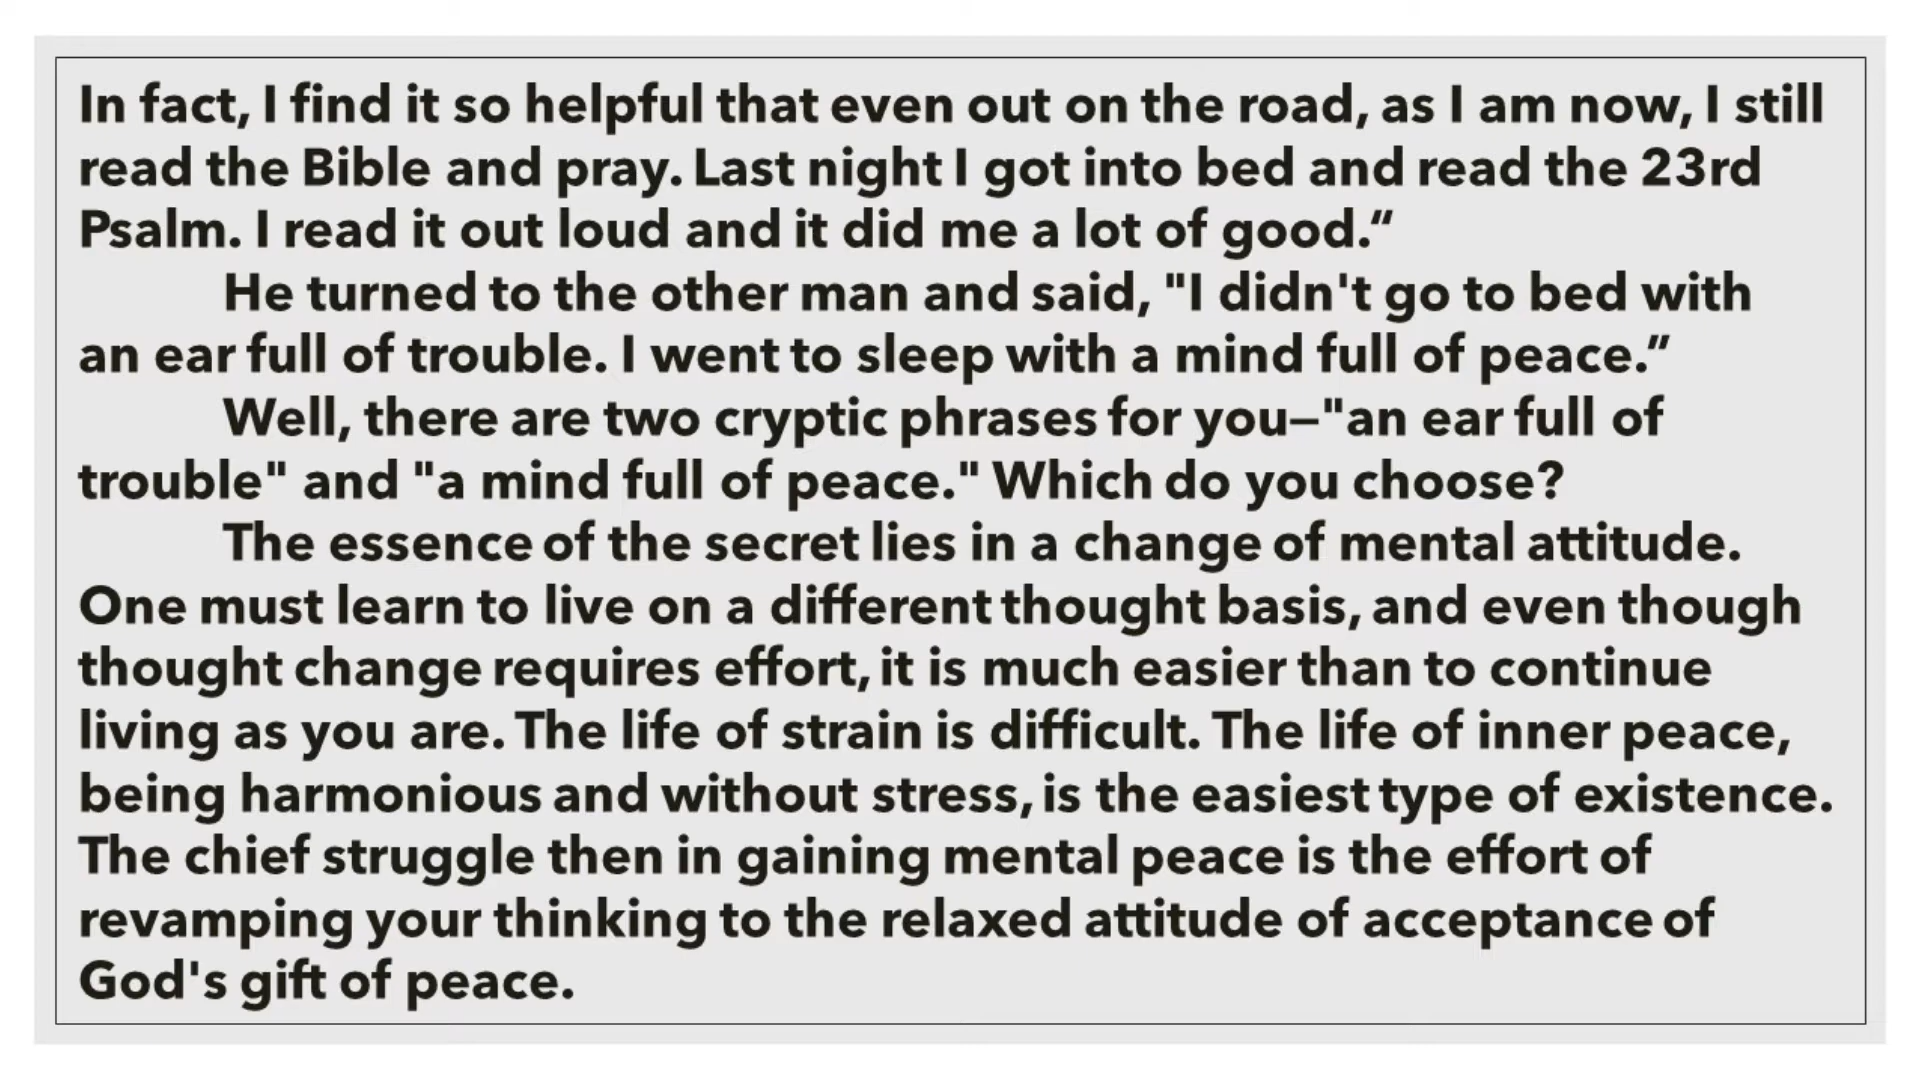 In fact, I find it so helpful that even out on the road, as I am now, I still
read the Bible and pray. Last night I got into bed and read the 23rd
Psalm. I read it out loud and it did me a lot of good.“
He turned to the other man and said, "I didn't go to bed with
an ear full of trouble. I went to sleep with a mind full of peace.”
Well, there are two cryptic phrases for you—"an ear full of
trouble" and "a mind full of peace." Which do you choose?
The essence of the secret lies in a change of mental attitude.
One must learn to live on a different thought basis, and even though
thought change requires effort, it is much easier than to continue
living as you are. The life of strain is difficult. The life of inner peace,
being harmonious and without stress, is the easiest type of existence.
The chief struggle then in gaining mental peace is the effort of
revamping your thinking to the relaxed attitude of acceptance of
God's gift of peace.